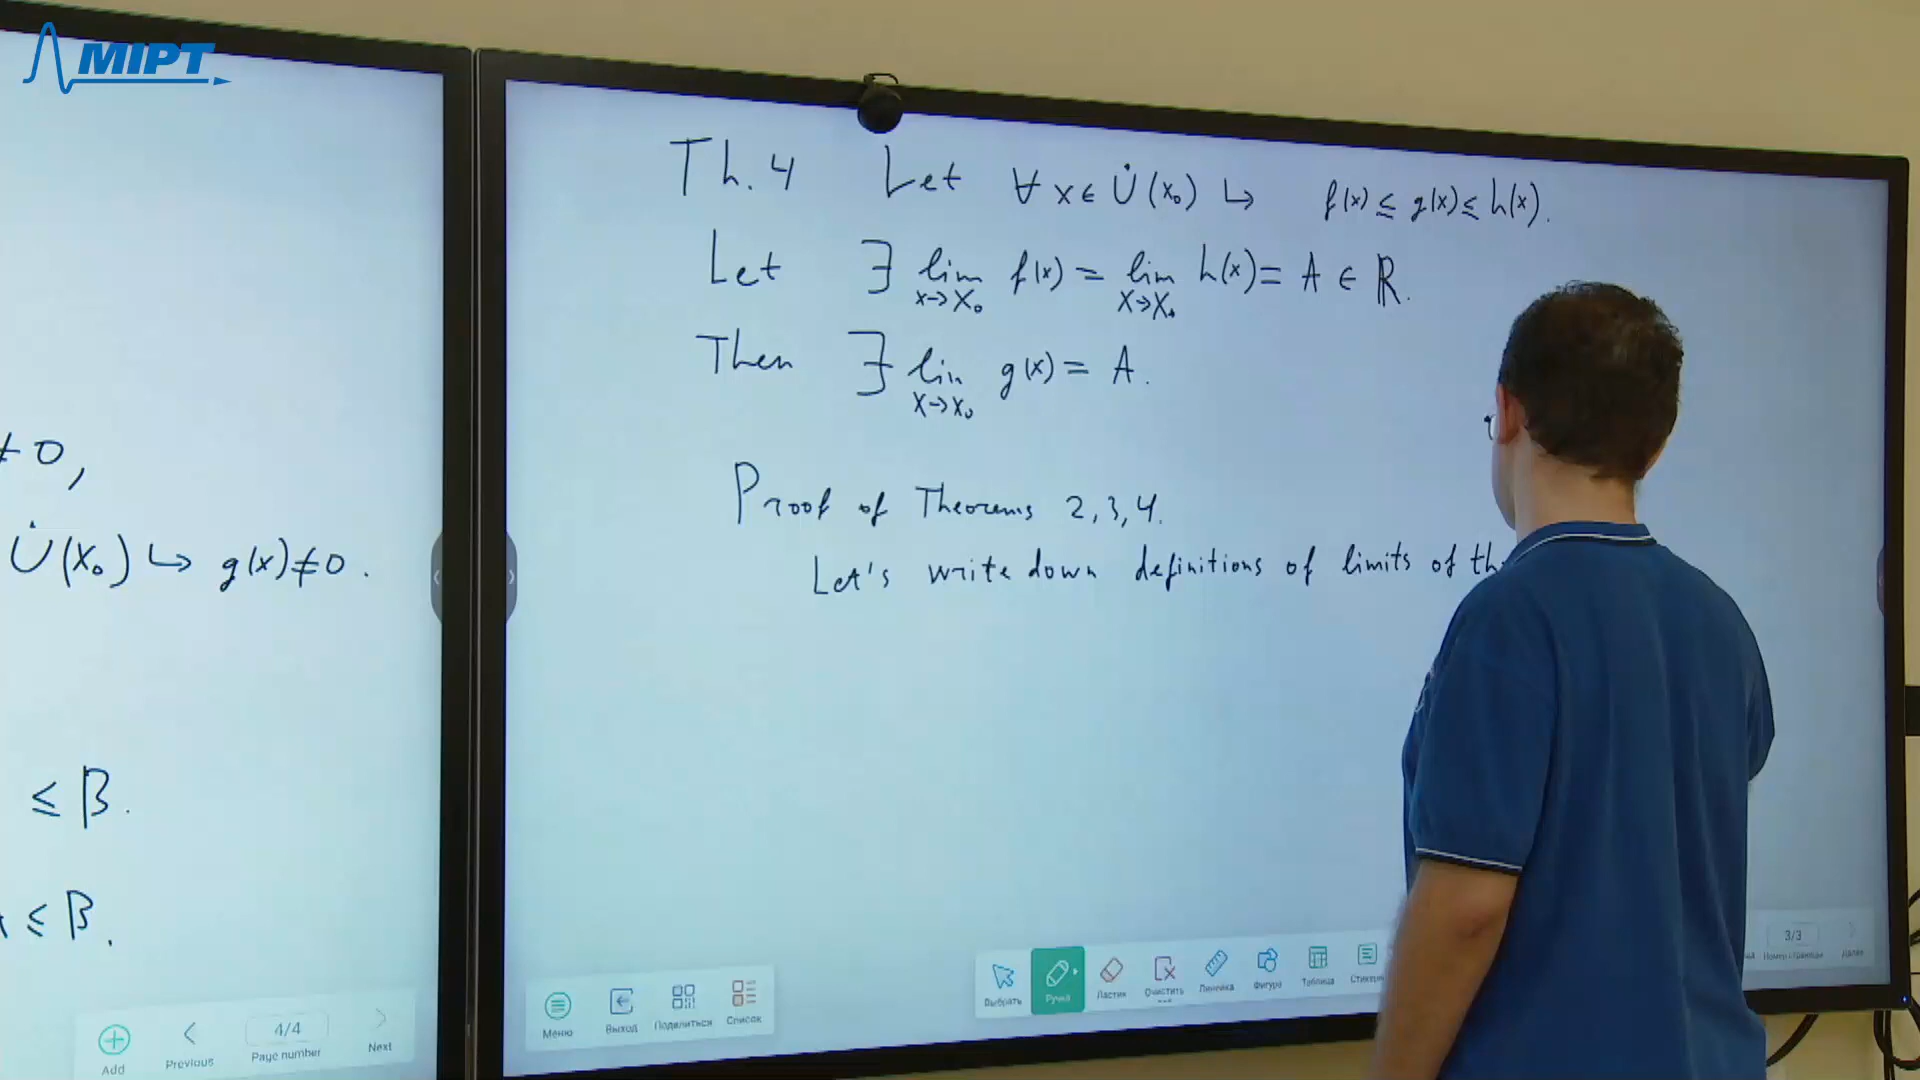 MIPT
≠ 0,
U̇(x₀) ↪ g(x)≠0.
≤ B.
≤ B.
Add
Previous
4/4
Page number
Next
Th. 4 Let ∀ x ∈ U̇(x₀) ↪ f(x) ≤ g(x) ≤ h(x).
Let ∃ lim x→x₀ f(x) = lim x→x₀ h(x) = A ∈ ℝ.
Then ∃ lim x→x₀ g(x) = A.
Proof of Theorems 2, 3, 4.
Let's write down definitions of limits of th
Меню
Выход
Поделиться
Список
Выбрать
Ручка
Ластик
Очистить
Линейка
Фигура
Таблица
3/3
Далее